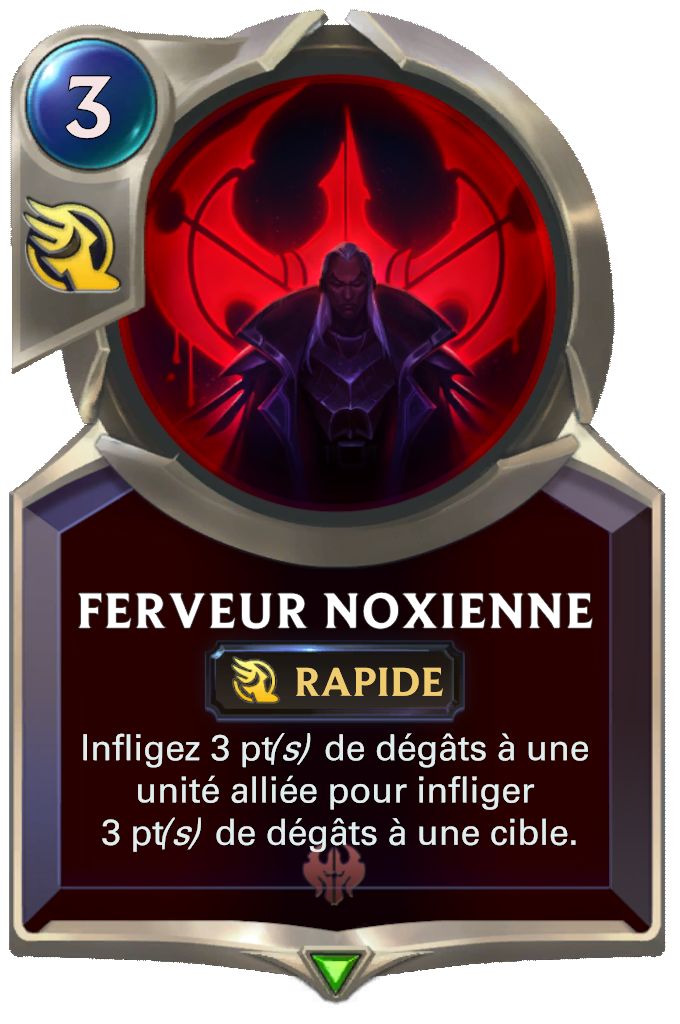 3
FERVEUR NOXIENNE
RAPIDE
Infligez 3 pt(s) de dégâts à une
unité alliée pour infliger
3 pt(s) de dégâts à une cible.